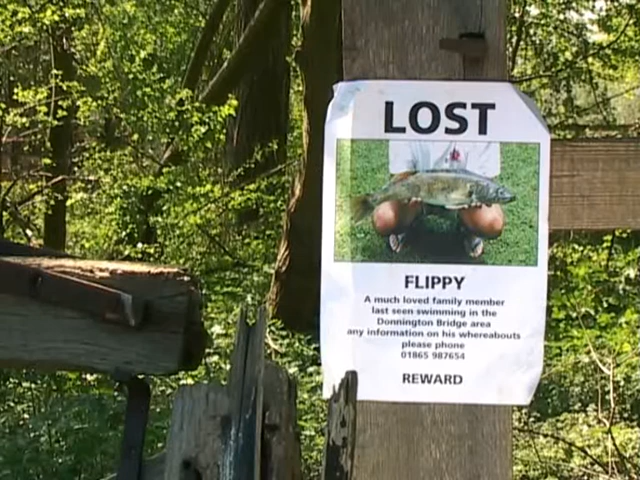 LOST
FLIPPY
A much loved family member
last seen swimming in the
Donnington Bridge area
any information on his whereabouts
please phone
01865 987654
REWARD